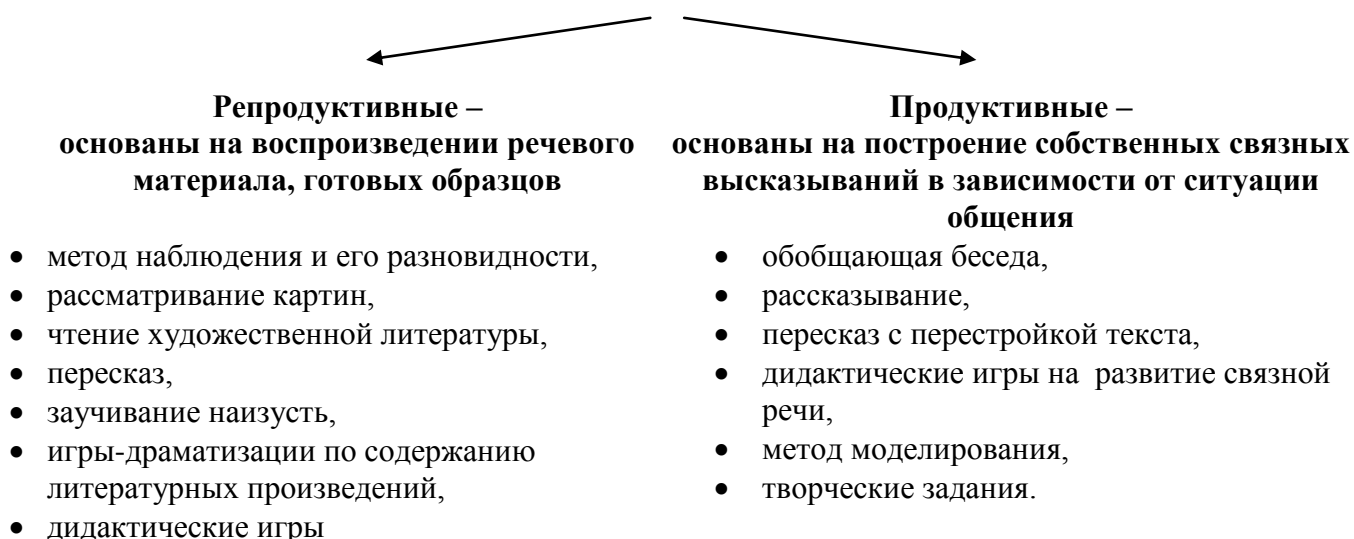 Репродуктивные –
основаны на воспроизведении речевого
материала, готовых образцов
• метод наблюдения и его разновидности,
• рассматривание картин,
• чтение художественной литературы,
• пересказ,
• заучивание наизусть,
• игры-драматизации по содержанию
литературных произведений,
• дидактические игры
Продуктивные –
основаны на построение собственных связных
высказываний в зависимости от ситуации
общения
• обобщающая беседа,
• рассказывание,
• пересказ с перестройкой текста,
• дидактические игры на развитие связной
речи,
• метод моделирования,
• творческие задания.